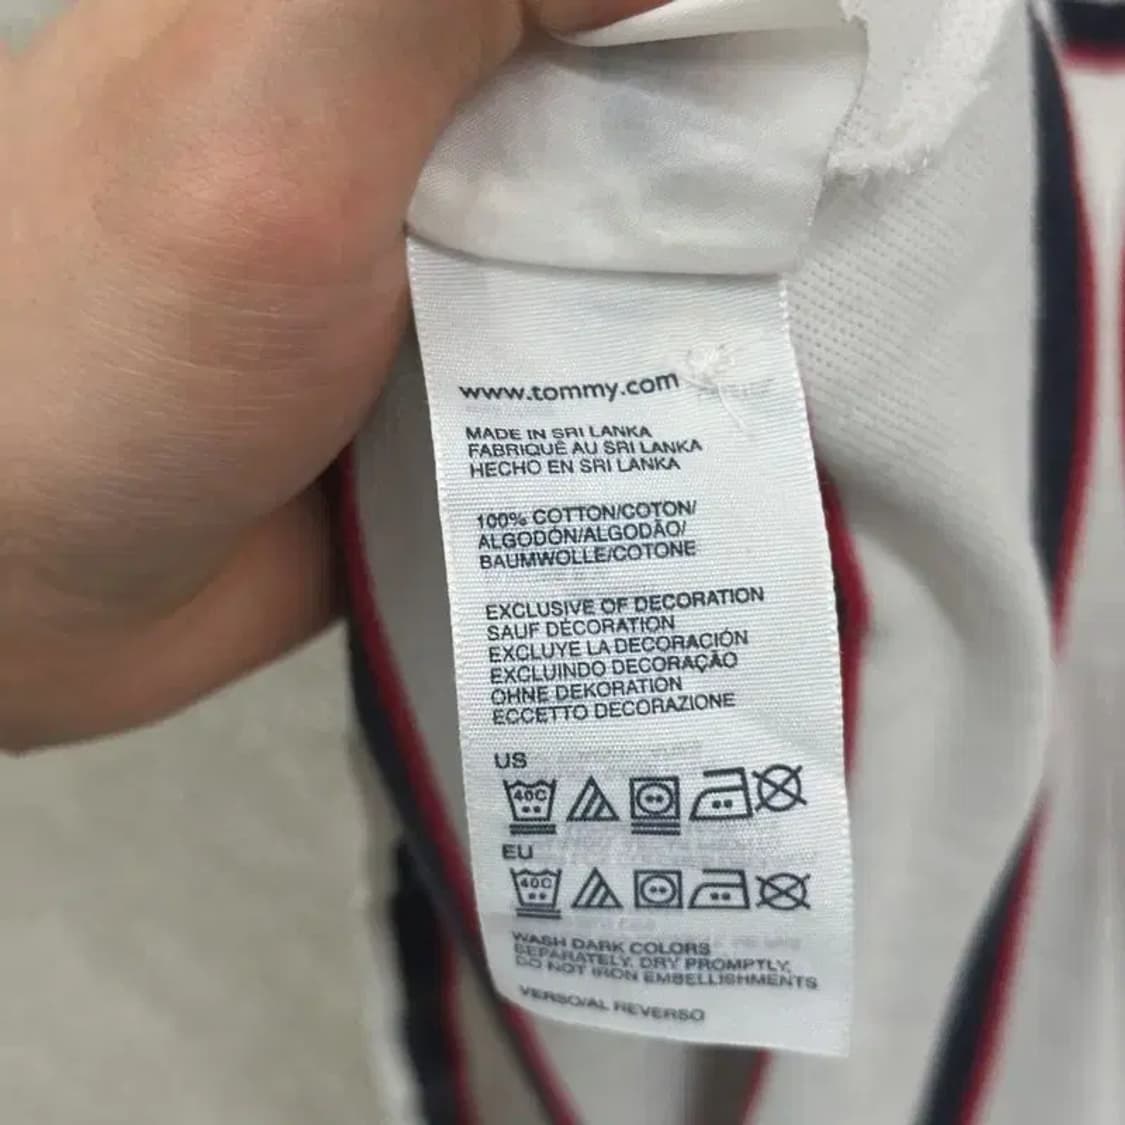 www.tommy.com
MADE IN SRI LANKA
FABRIQUÉ AU SRI LANKA
HECHO EN SRI LANKA
100% COTTON/COTON/
ALGODÓN/ALGODÃO/
BAUMWOLLE/COTONE
EXCLUSIVE OF DECORATION
SAUF DÉCORATION
EXCLUYE LA DECORACIÓN
EXCLUINDO DECORAÇÃO
OHNE DEKORATION
ECCETTO DECORAZIONE
US
40C
EU
40C
WASH DARK COLORS
SEPARATELY, DRY PROMPTLY,
DO NOT IRON EMBELLISHMENTS
VERSO/AL REVERSO